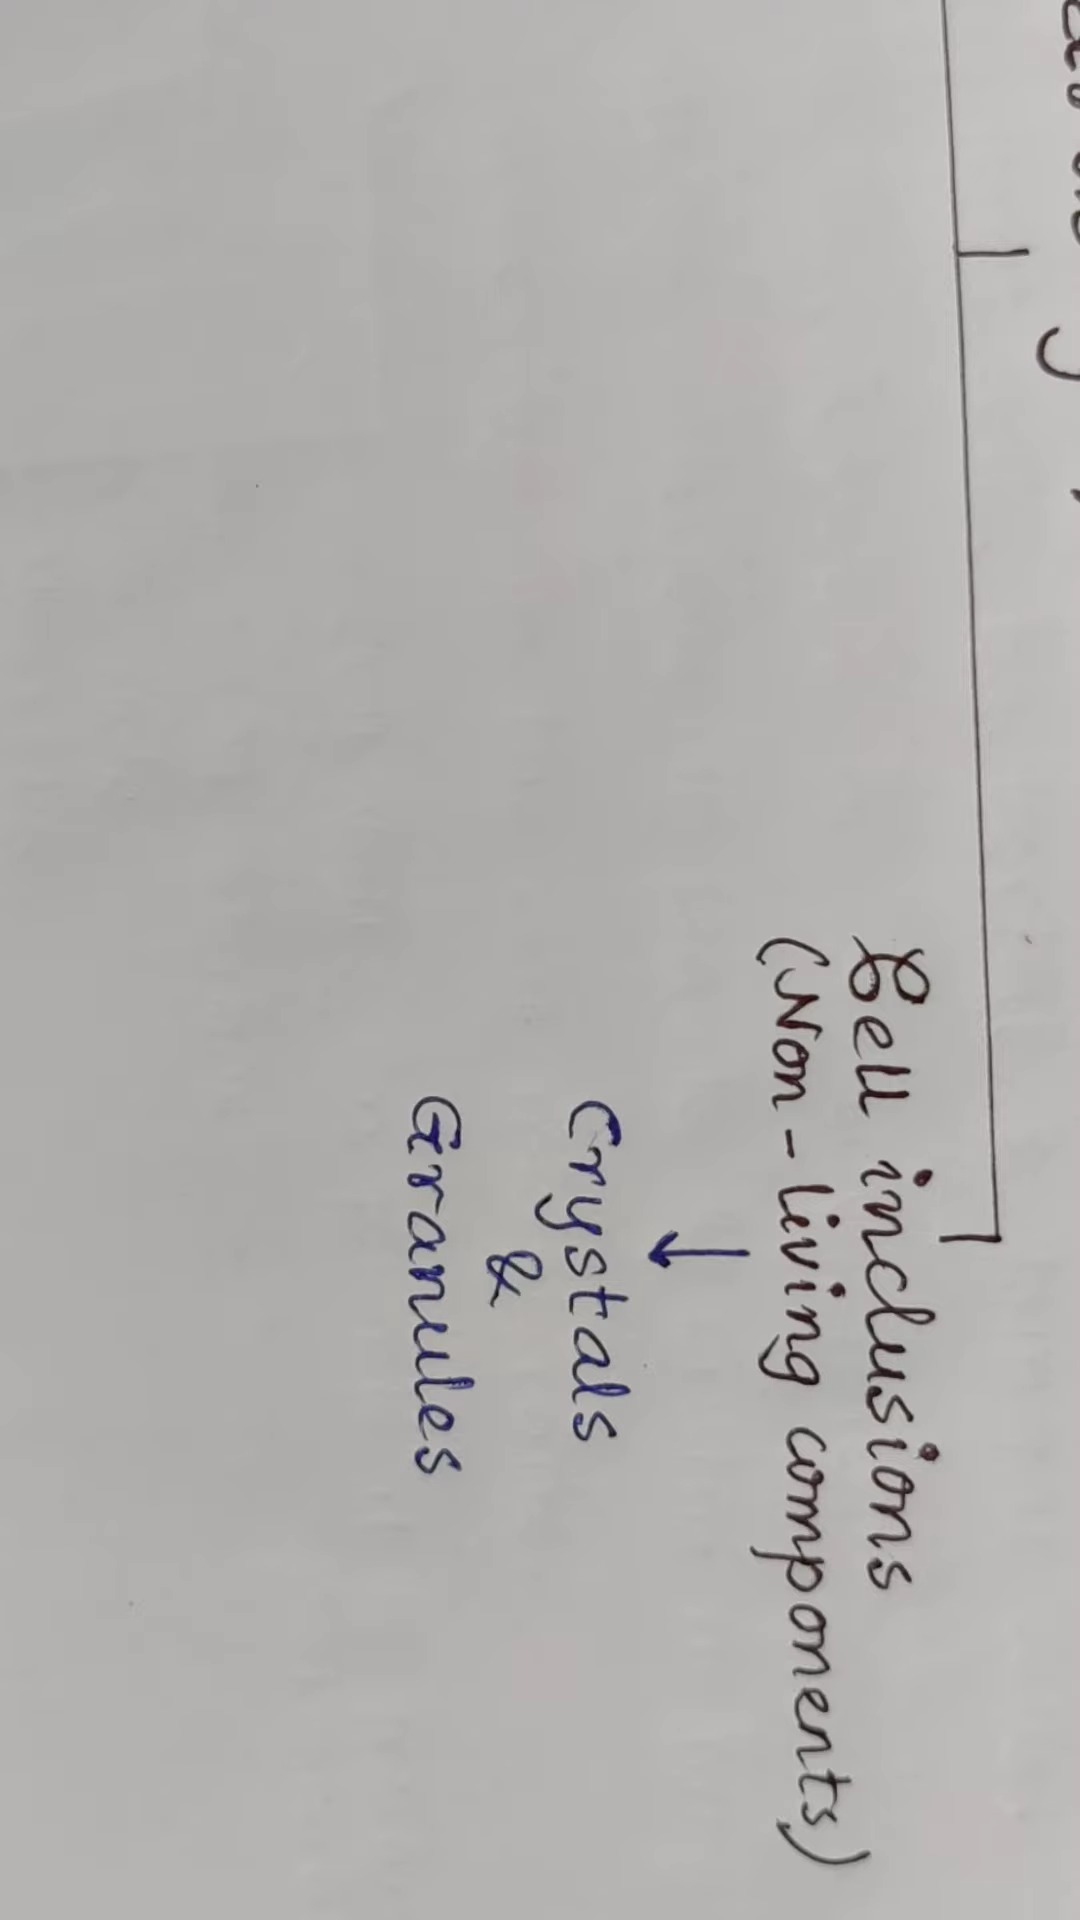 Cell inclusions
(Non-living components)
↓
Crystals
&
Granules